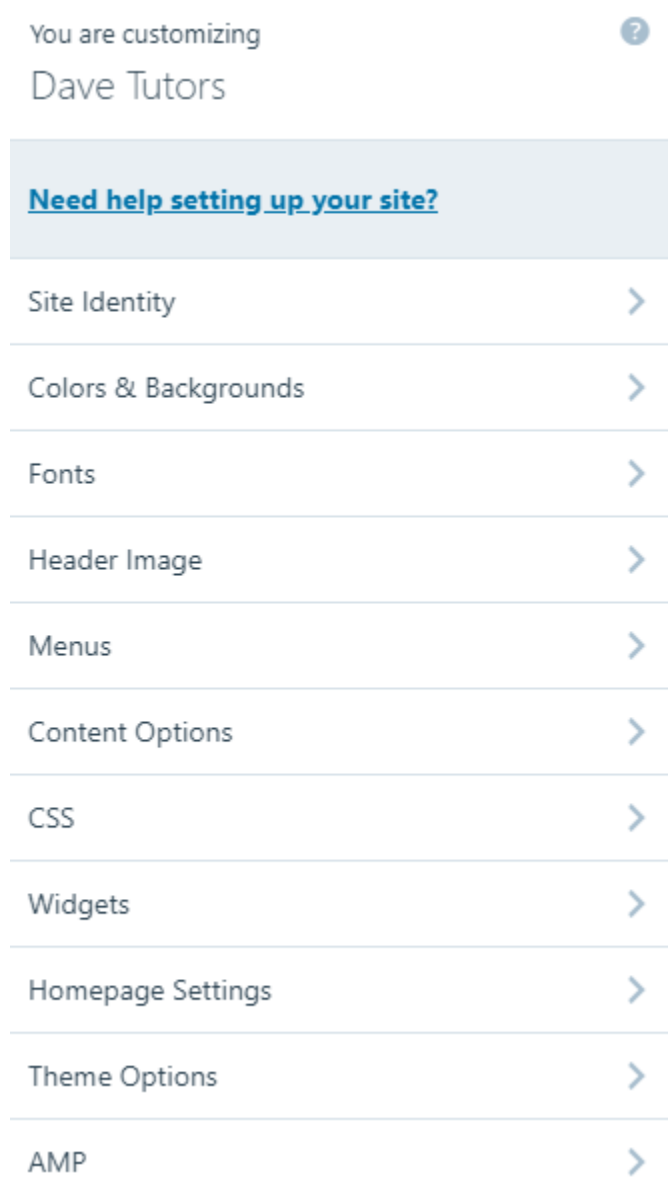 You are customizing
?
Dave Tutors
Need help setting up your site?
Site Identity
Colors & Backgrounds
Fonts
Header Image
Menus
Content Options
CSS
Widgets
Homepage Settings
Theme Options
AMP